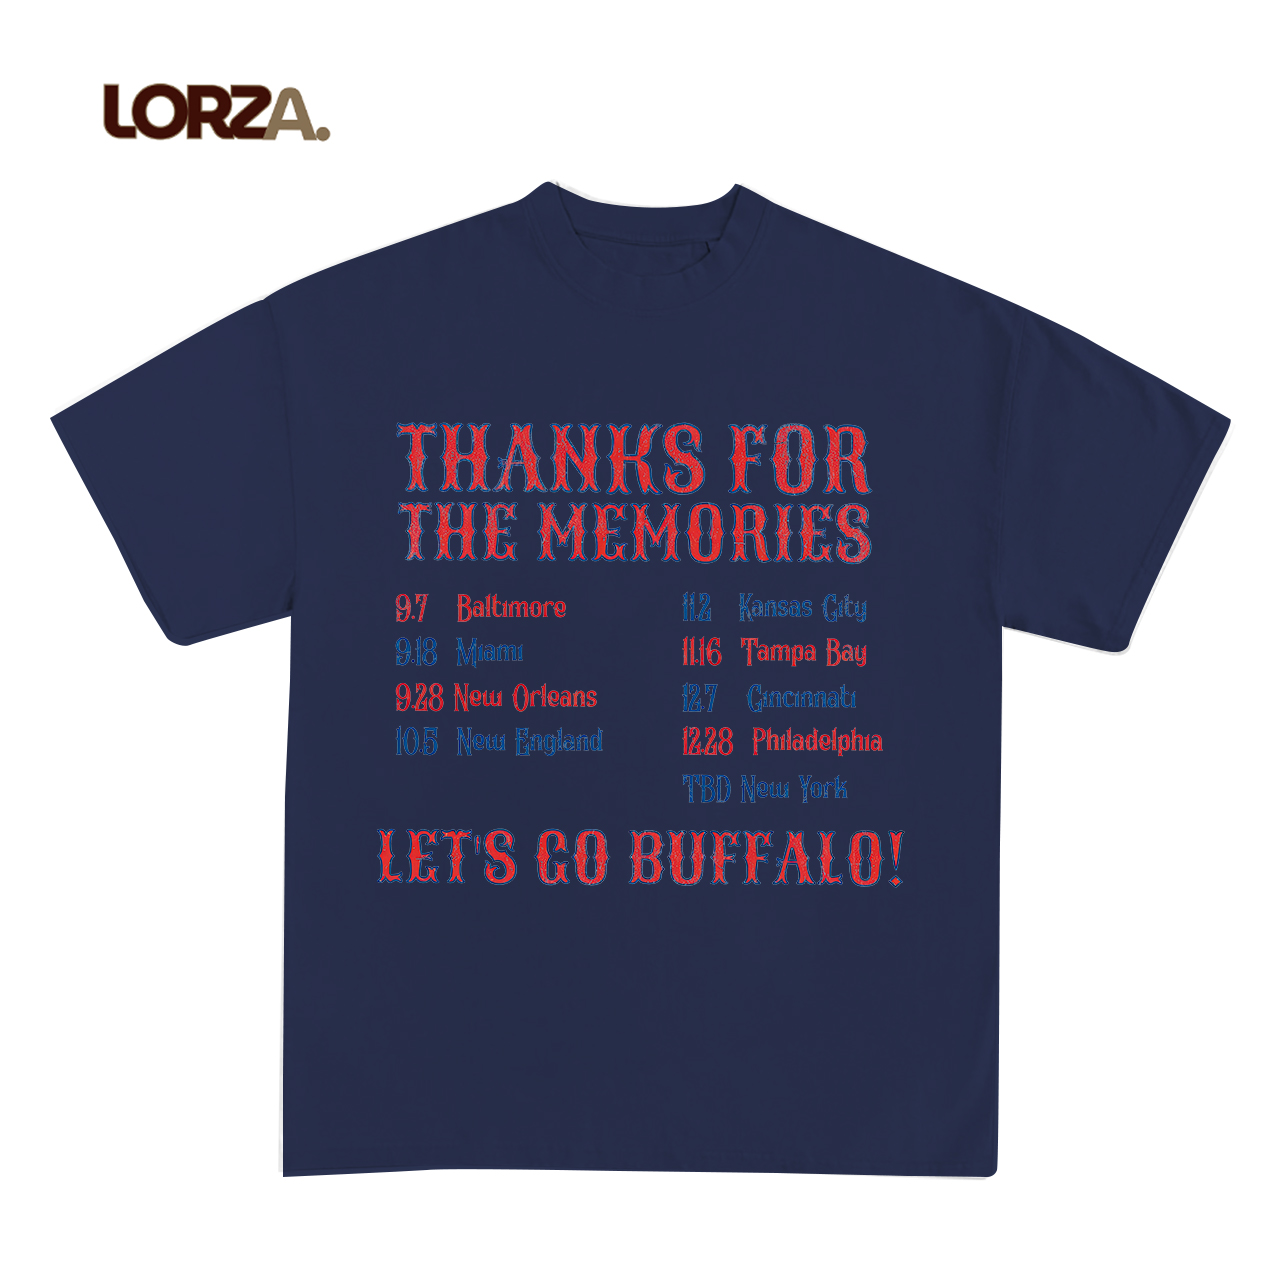 LORZA.
THANKS FOR
THE MEMORIES
9.7 Baltimore
9.18 Miami
9.28 New Orleans
10.5 New England
11.2 Kansas City
11.16 Tampa Bay
12.7 Cincinnati
12.28 Philadelphia
TBD New York
LET'S GO BUFFALO!